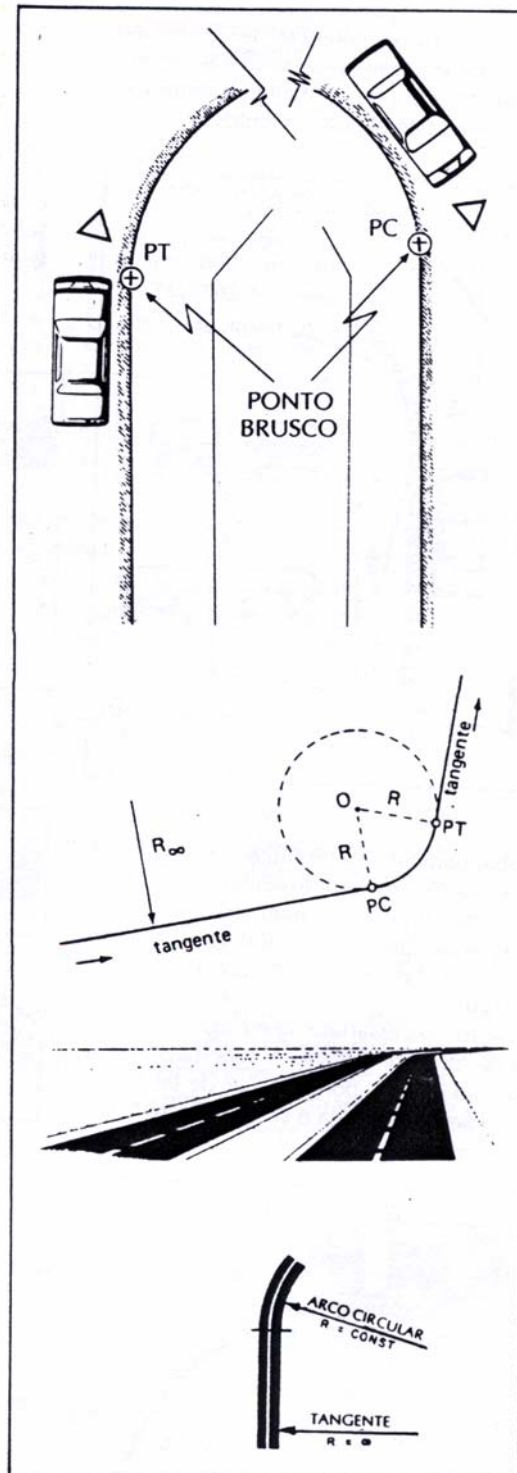 PT
PC
PONTO
BRUSCO
tangente
O
R
PT
R∞
R
PC
tangente
ARCO CIRCULAR
R = CONST
TANGENTE
R = ∞